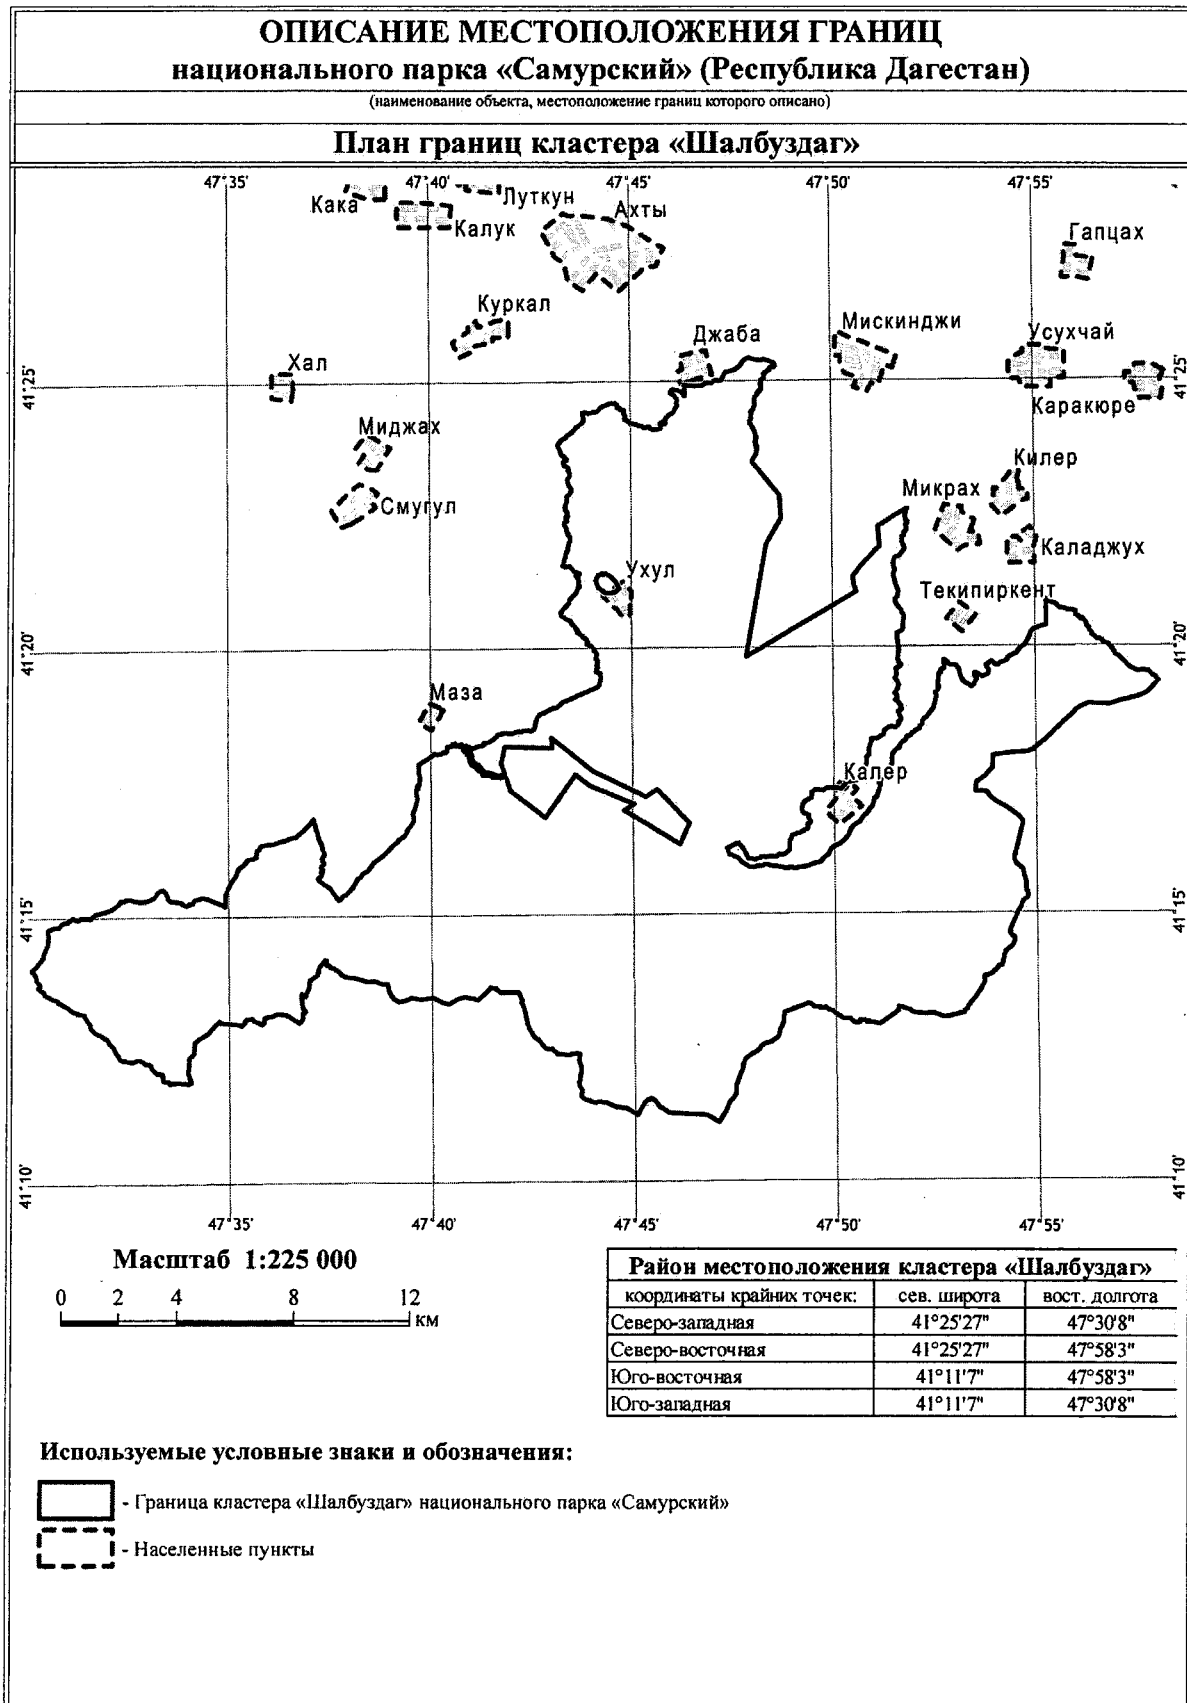 ОПИСАНИЕ МЕСТОПОЛОЖЕНИЯ ГРАНИЦ
национального парка «Самурский» (Республика Дагестан)
(наименование объекта, местоположение границ которого описано)
План границ кластера «Шалбуздаг»
47°35' 47°40' 47°45' 47°50' 47°55'
Кака
Калук
Луткун
Ахты
Гапцах
Куркал
Джаба
Мискинджи
Усухчай
Хал
41°25'
41°25'
Каракюре
Миджах
Смугул
Килер
Микрах
Каладжух
Ухул
Текипиркент
41°20'
41°20'
Маза
Калер
41°15'
41°15'
41°10'
41°10'
47°35' 47°40' 47°45' 47°50' 47°55'
Масштаб 1:225 000
0 2 4 8 12
км
Район местоположения кластера «Шалбуздаг»
координаты крайних точек: сев. широта вост. долгота
Северо-западная 41°25'27" 47°30'8"
Северо-восточная 41°25'27" 47°58'3"
Юго-восточная 41°11'7" 47°58'3"
Юго-западная 41°11'7" 47°30'8"
Используемые условные знаки и обозначения:
- Граница кластера «Шалбуздаг» национального парка «Самурский»
- Населенные пункты